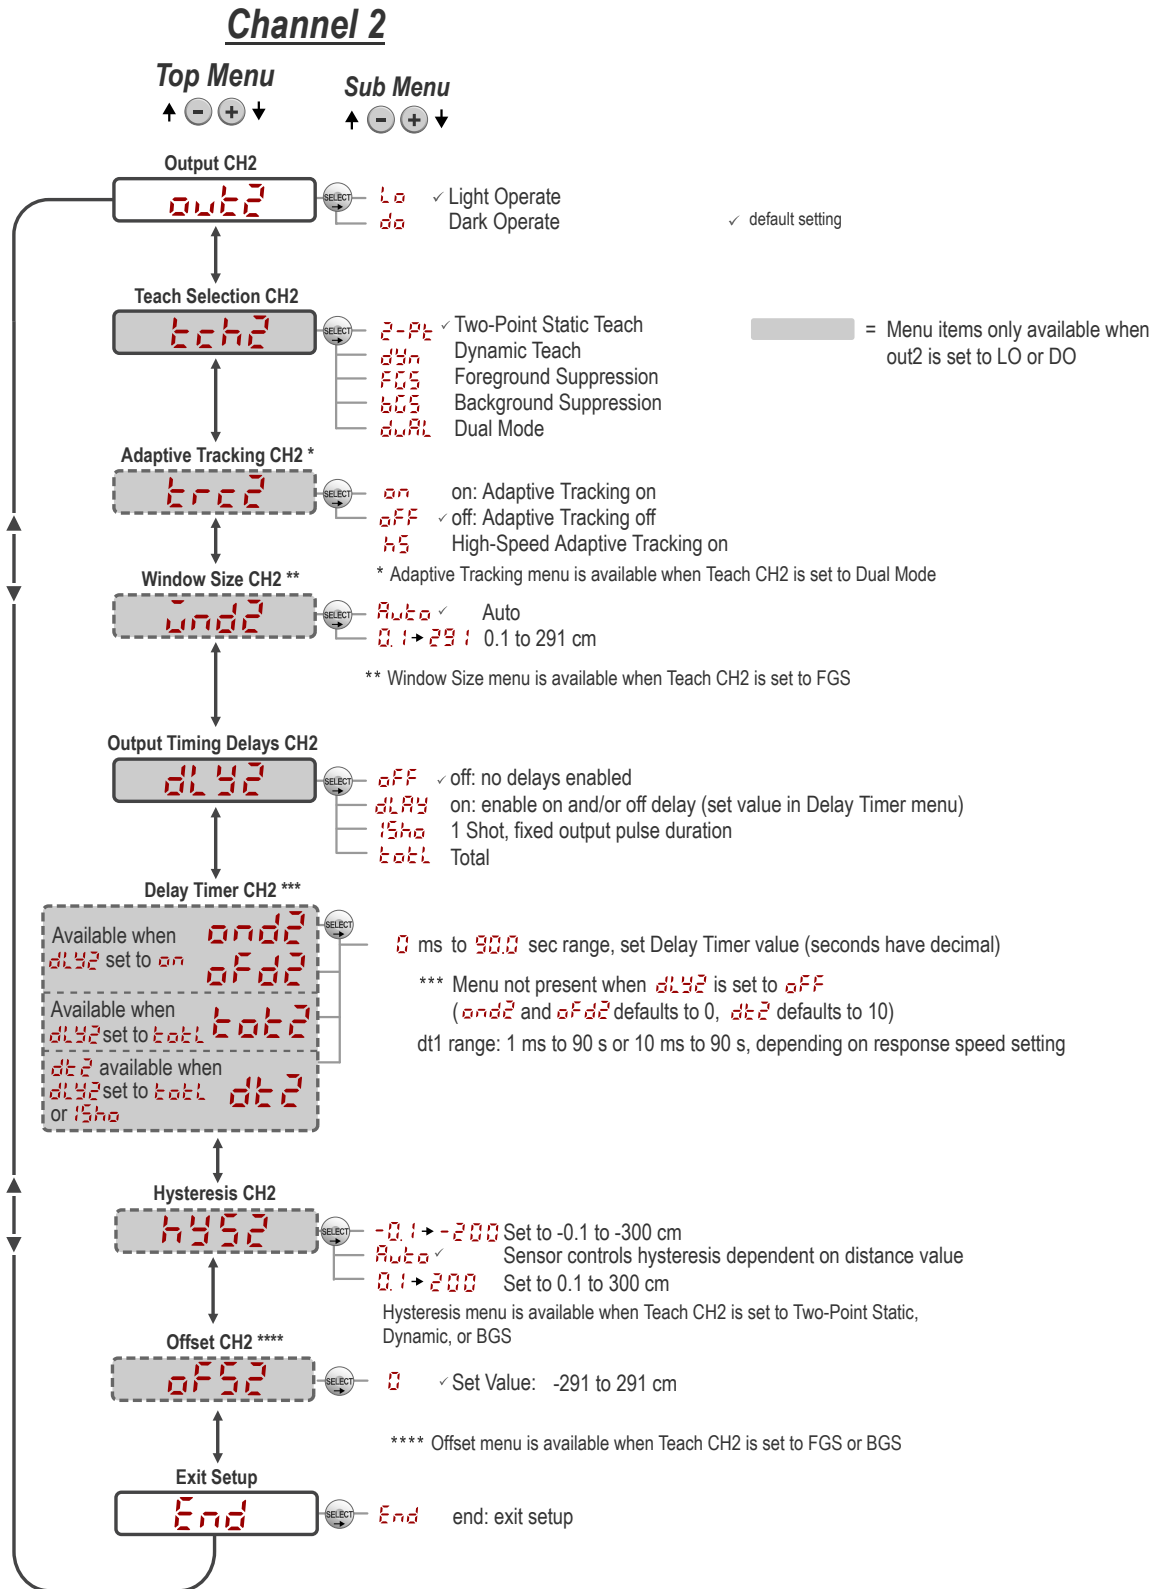 Channel 2
Top Menu
Sub Menu
- +
- +
Output CH2
out2
SELECT
Lo ✓ Light Operate
do Dark Operate
✓ default setting
Teach Selection CH2
tch2
SELECT
2-Pt ✓ Two-Point Static Teach
dyn Dynamic Teach
FGS Foreground Suppression
bGS Background Suppression
duAL Dual Mode
= Menu items only available when
out2 is set to LO or DO
Adaptive Tracking CH2 *
trc2
SELECT
on on: Adaptive Tracking on
oFF ✓ off: Adaptive Tracking off
hS High-Speed Adaptive Tracking on
* Adaptive Tracking menu is available when Teach CH2 is set to Dual Mode
Window Size CH2 **
wnd2
SELECT
Auto ✓ Auto
0.1 → 291 0.1 to 291 cm
** Window Size menu is available when Teach CH2 is set to FGS
Output Timing Delays CH2
dLY2
SELECT
oFF ✓ off: no delays enabled
dLAY on: enable on and/or off delay (set value in Delay Timer menu)
1Sho 1 Shot, fixed output pulse duration
totL Total
Delay Timer CH2 ***
Available when
dLY2 set to on
ond2
oFd2
SELECT
Available when
dLY2 set to totL
tot2
dt2 available when
dLY2 set to totL
or 1Sho
dt2
0 ms to 90.0 sec range, set Delay Timer value (seconds have decimal)
*** Menu not present when dLY2 is set to oFF
(ond2 and oFd2 defaults to 0, dt2 defaults to 10)
dt1 range: 1 ms to 90 s or 10 ms to 90 s, depending on response speed setting
Hysteresis CH2
hYS2
SELECT
-0.1 → -200 Set to -0.1 to -300 cm
Auto ✓ Sensor controls hysteresis dependent on distance value
0.1 → 200 Set to 0.1 to 300 cm
Hysteresis menu is available when Teach CH2 is set to Two-Point Static,
Dynamic, or BGS
Offset CH2 ****
oFS2
SELECT
0 ✓ Set Value: -291 to 291 cm
**** Offset menu is available when Teach CH2 is set to FGS or BGS
Exit Setup
End
SELECT
End end: exit setup